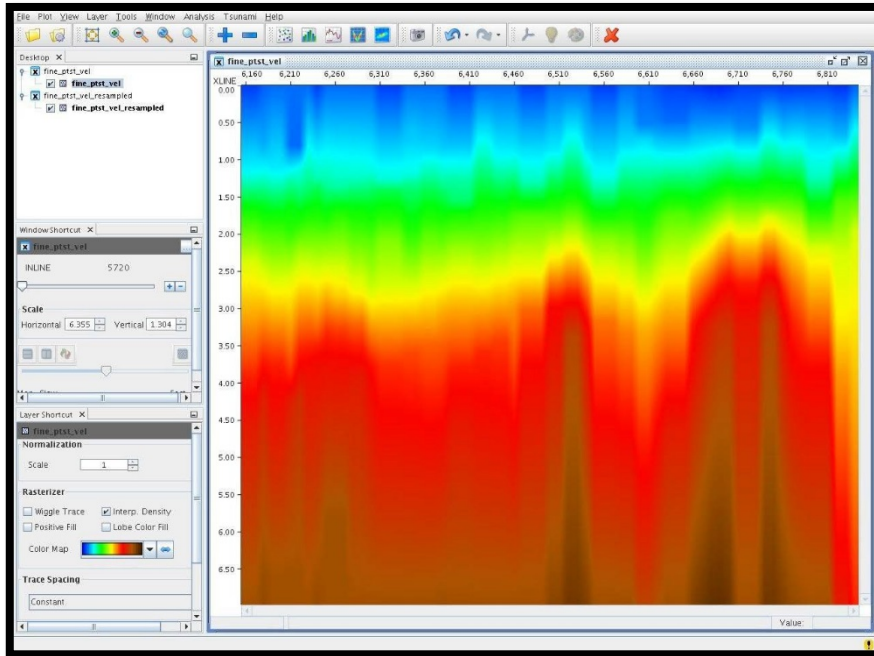 File Plot View Layer Tools Window Analysis Tsunami Help
Desktop X
fine_ptst_vel
fine_ptst_vel
fine_ptst_vel_resampled
fine_ptst_vel_resampled
Window Shortcut X
fine_ptst_vel ...
INLINE 5720
Scale
Horizontal 6.355 Vertical 1.304
Layer Shortcut X
fine_ptst_vel
Normalization
Scale 1
Rasterizer
Wiggle Trace Interp. Density
Positive Fill Lobe Color Fill
Color Map
Trace Spacing
Constant
fine_ptst_vel
XLINE 6,160 6,210 6,260 6,310 6,360 6,410 6,460 6,510 6,560 6,610 6,660 6,710 6,760 6,810
0.00
0.50
1.00
1.50
2.00
2.50
3.00
3.50
4.00
4.50
5.00
5.50
6.00
6.50
Value: